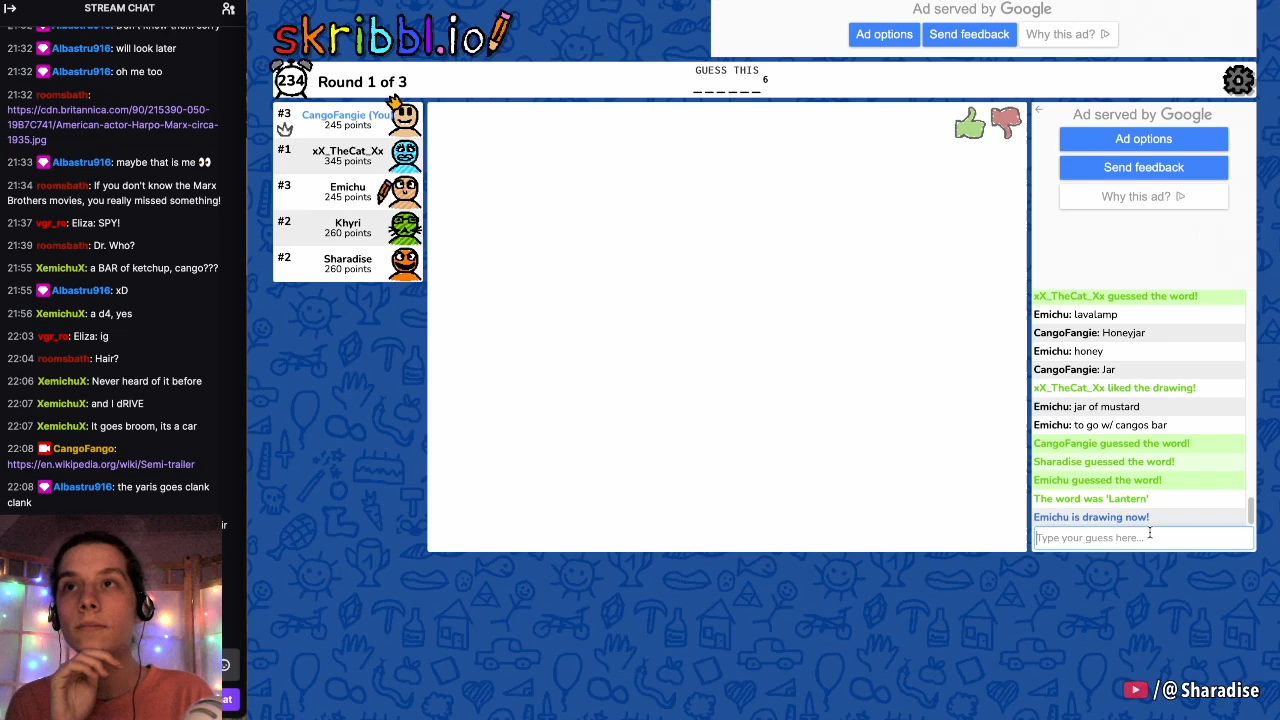 STREAM CHAT
21:32 Albastru916: will look later
21:32 Albastru916: oh me too
21:32 roomsbath:
https://cdn.britannica.com/90/215390-050-
1987C741/American-actor-Harpo-Marx-circa-
1935.jpg
21:33 Albastru916: maybe that is me 👀
21:34 roomsbath: If you don't know the Marx
Brothers movies, you really missed something!
21:37 vgr_ro: Eliza: SPY!
21:39 roomsbath: Dr. Who?
21:55 XemichuX: a BAR of ketchup, cango???
21:55 Albastru916: xD
21:56 XemichuX: a d4, yes
22:03 vgr_ro: Eliza: ig
22:04 roomsbath: Hair?
22:06 XemichuX: Never heard of it before
22:07 XemichuX: and I dRIVE
22:07 XemichuX: It goes broom, its a car
22:08 CangoFango:
https://en.wikipedia.org/wiki/Semi-trailer
22:08 Albastru916: the yaris goes clank
clank
skribbl.io
Ad served by Google
Ad options Send feedback Why this ad?
234 Round 1 of 3
GUESS THIS
______ 6
#3 CangoFangie (You)
245 points
#1 xX_TheCat_Xx
345 points
#3 Emichu
245 points
#2 Khyri
260 points
#2 Sharadise
260 points
Ad served by Google
Ad options
Send feedback
Why this ad?
xX_TheCat_Xx guessed the word!
Emichu: lavalamp
CangoFangie: Honeyjar
Emichu: honey
CangoFangie: Jar
xX_TheCat_Xx liked the drawing!
Emichu: jar of mustard
Emichu: to go w/ cangos bar
CangoFangie guessed the word!
Sharadise guessed the word!
Emichu guessed the word!
The word was 'Lantern'
Emichu is drawing now!
Type your guess here...
/@Sharadise